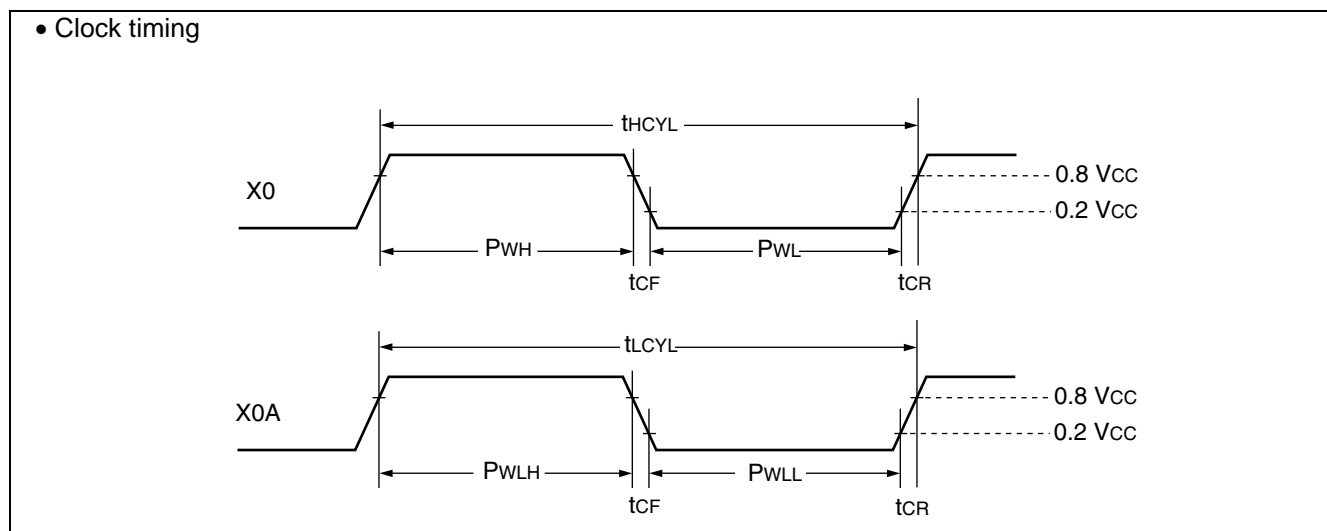 • Clock timing
tHCYL
X0
0.8 VCC
0.2 VCC
PWH
PWL
tCF
tCR
tLCYL
X0A
0.8 VCC
0.2 VCC
PWLH
PWLL
tCF
tCR